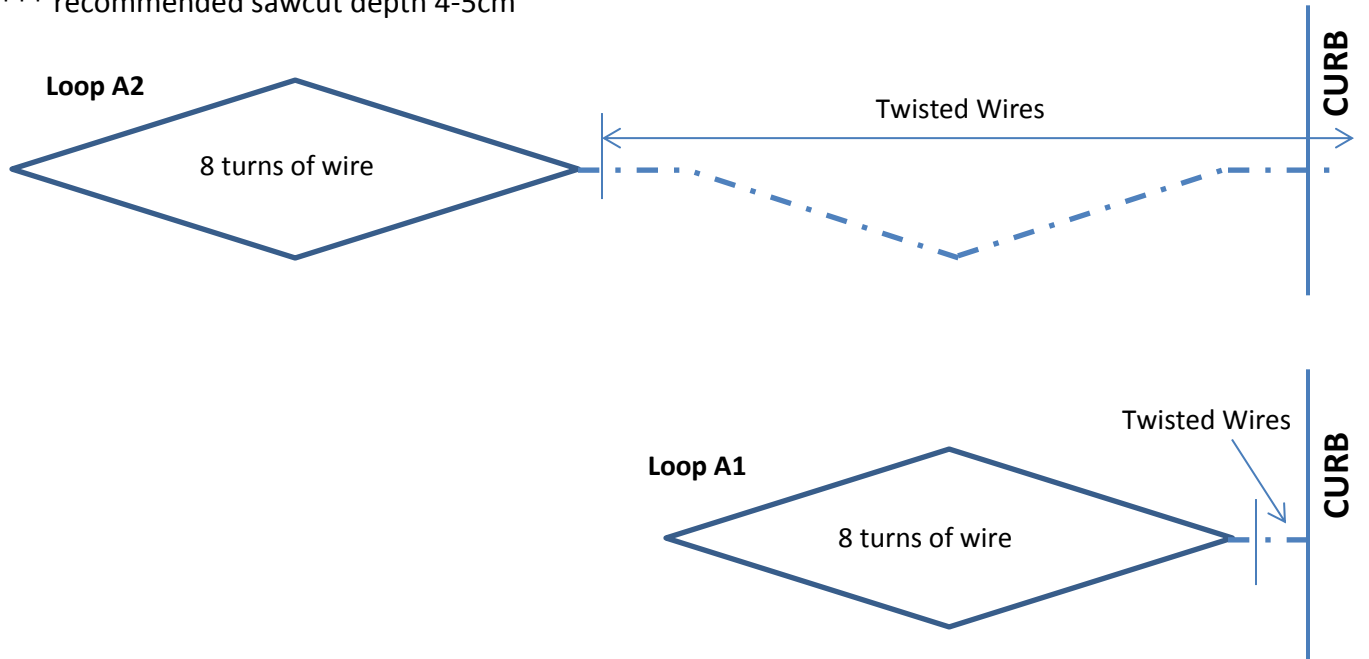 *** recommended sawcut depth 4-5cm
Loop A2
8 turns of wire
Twisted Wires
CURB
Loop A1
8 turns of wire
Twisted Wires
CURB